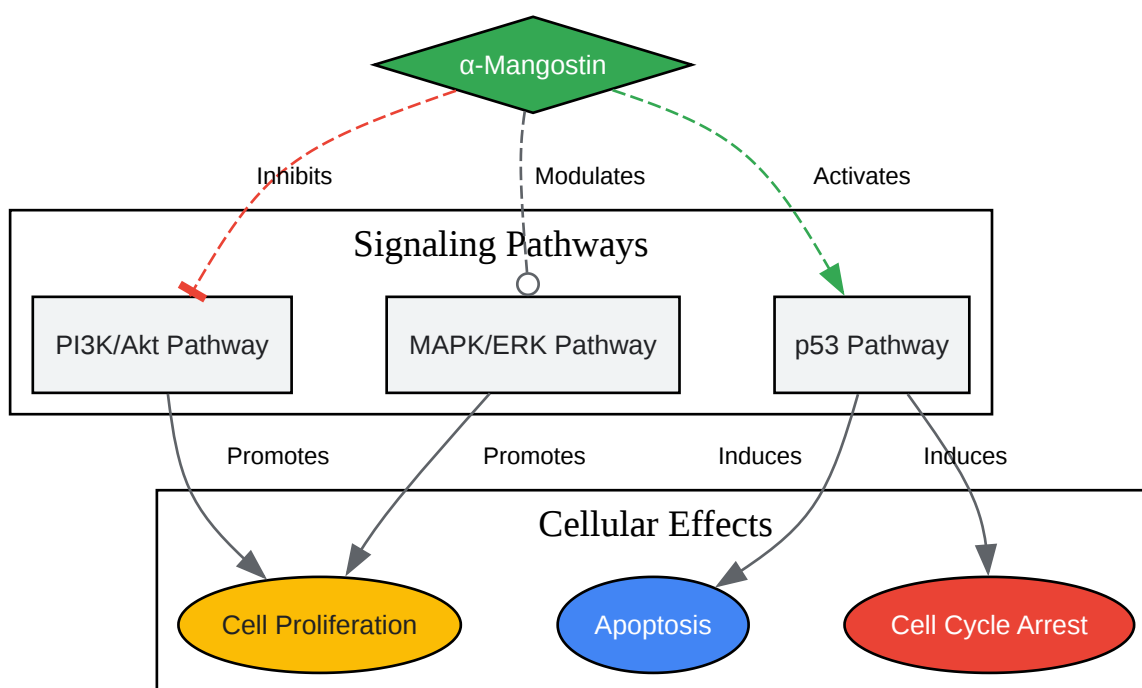 α-Mangostin
Inhibits
Modulates
Activates
Signaling Pathways
PI3K/Akt Pathway
MAPK/ERK Pathway
p53 Pathway
Promotes
Promotes
Induces
Induces
Cellular Effects
Cell Proliferation
Apoptosis
Cell Cycle Arrest